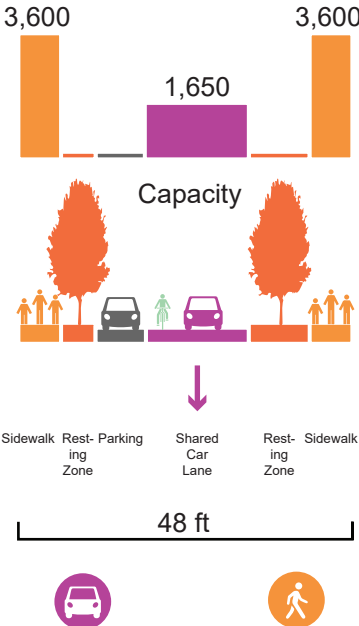 3,600 3,600
1,650
Capacity
Sidewalk Rest- Parking Shared Rest- Sidewalk
ing Car ing
Zone Lane Zone
48 ft